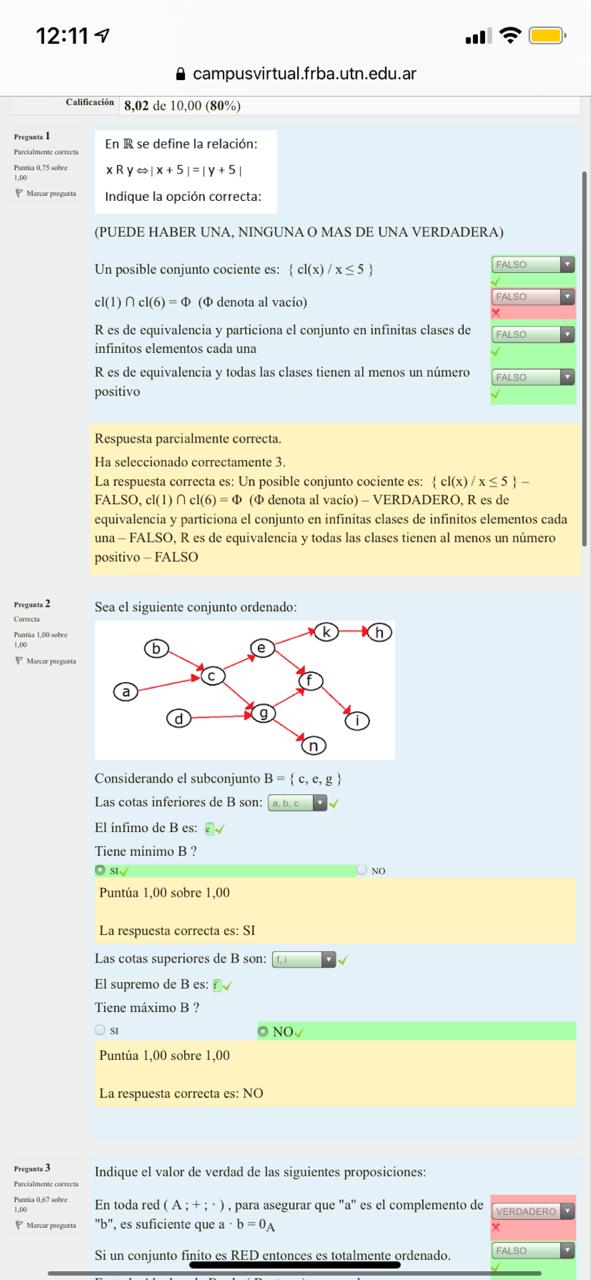 12:11
campusvirtual.frba.utn.edu.ar
Calificación 8,02 de 10,00 (80%)
Pregunta 1
Parcialmente correcta
Puntúa 0,75 sobre
1,00
Marcar pregunta
En ℝ se define la relación:
x R y ⇔ | x + 5 | = | y + 5 |
Indique la opción correcta:
(PUEDE HABER UNA, NINGUNA O MAS DE UNA VERDADERA)
Un posible conjunto cociente es: { cl(x) / x ≤ 5 } FALSO
cl(1) ∩ cl(6) = Φ (Φ denota al vacío) FALSO
R es de equivalencia y particiona el conjunto en infinitas clases de
infinitos elementos cada una FALSO
R es de equivalencia y todas las clases tienen al menos un número
positivo FALSO
Respuesta parcialmente correcta.
Ha seleccionado correctamente 3.
La respuesta correcta es: Un posible conjunto cociente es: { cl(x) / x ≤ 5 } –
FALSO, cl(1) ∩ cl(6) = Φ (Φ denota al vacío) – VERDADERO, R es de
equivalencia y particiona el conjunto en infinitas clases de infinitos elementos cada
una – FALSO, R es de equivalencia y todas las clases tienen al menos un número
positivo – FALSO
Pregunta 2
Correcta
Puntúa 1,00 sobre
1,00
Marcar pregunta
Sea el siguiente conjunto ordenado:
b e k h
a c f
d g i
n
Considerando el subconjunto B = { c, e, g }
Las cotas inferiores de B son: a, b, c
El ínfimo de B es: c
Tiene mínimo B ?
SI NO
Puntúa 1,00 sobre 1,00
La respuesta correcta es: SI
Las cotas superiores de B son: f, i
El supremo de B es: f
Tiene máximo B ?
SI NO
Puntúa 1,00 sobre 1,00
La respuesta correcta es: NO
Pregunta 3
Parcialmente correcta
Puntúa 0,67 sobre
1,00
Marcar pregunta
Indique el valor de verdad de las siguientes proposiciones:
En toda red ( A ; + ; · ) , para asegurar que "a" es el complemento de
"b", es suficiente que a · b = 0A VERDADERO
Si un conjunto finito es RED entonces es totalmente ordenado. FALSO